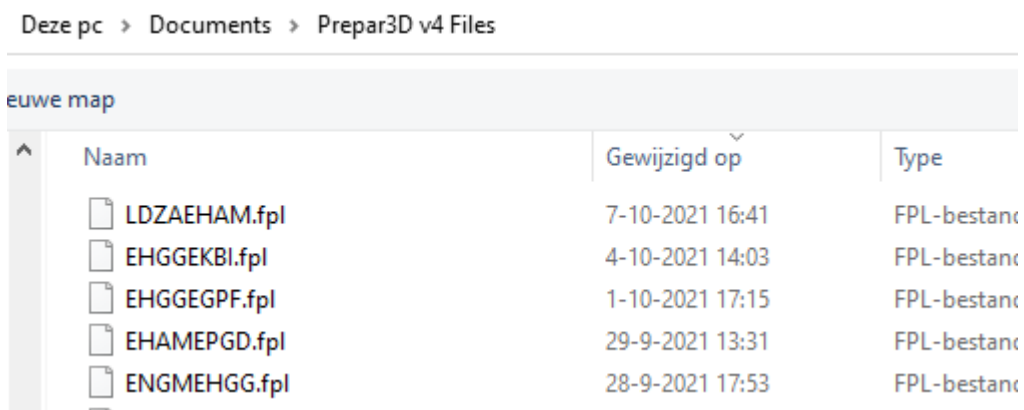 Deze pc > Documents > Prepar3D v4 Files
euwe map
Naam Gewijzigd op Type
LDZAEHAM.fpl 7-10-2021 16:41 FPL-bestand
EHGGEKBI.fpl 4-10-2021 14:03 FPL-bestand
EHGGEGPF.fpl 1-10-2021 17:15 FPL-bestand
EHAMEPGD.fpl 29-9-2021 13:31 FPL-bestand
ENGMEHGG.fpl 28-9-2021 17:53 FPL-bestand